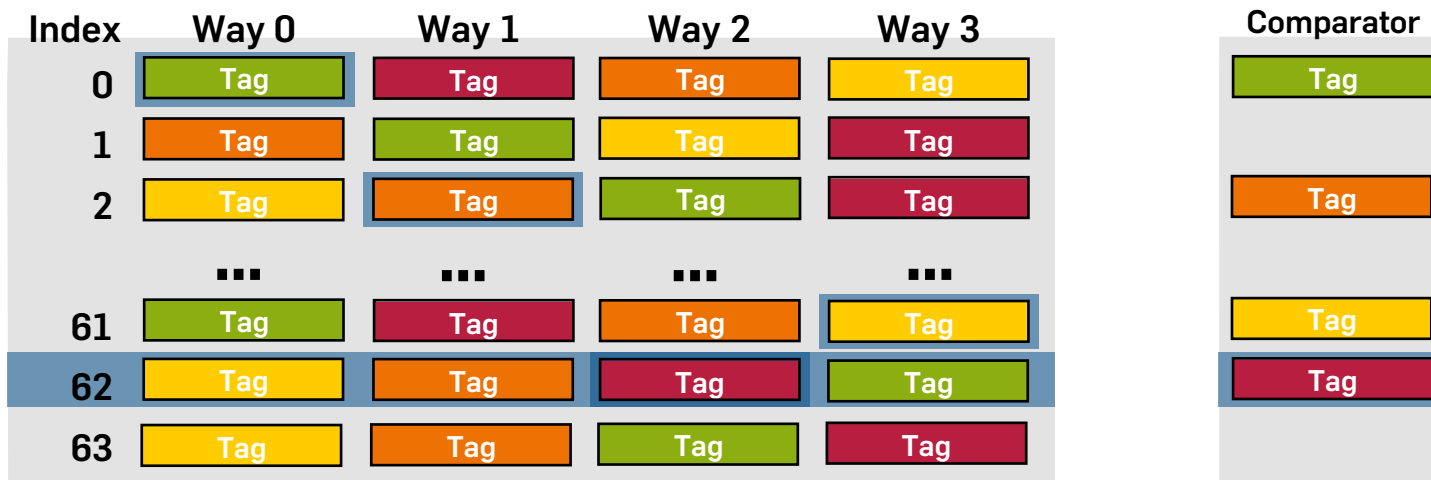 Index Way 0 Way 1 Way 2 Way 3 Comparator
0 Tag Tag Tag Tag Tag
1 Tag Tag Tag Tag
2 Tag Tag Tag Tag Tag
... ... ... ...
61 Tag Tag Tag Tag Tag
62 Tag Tag Tag Tag Tag
63 Tag Tag Tag Tag